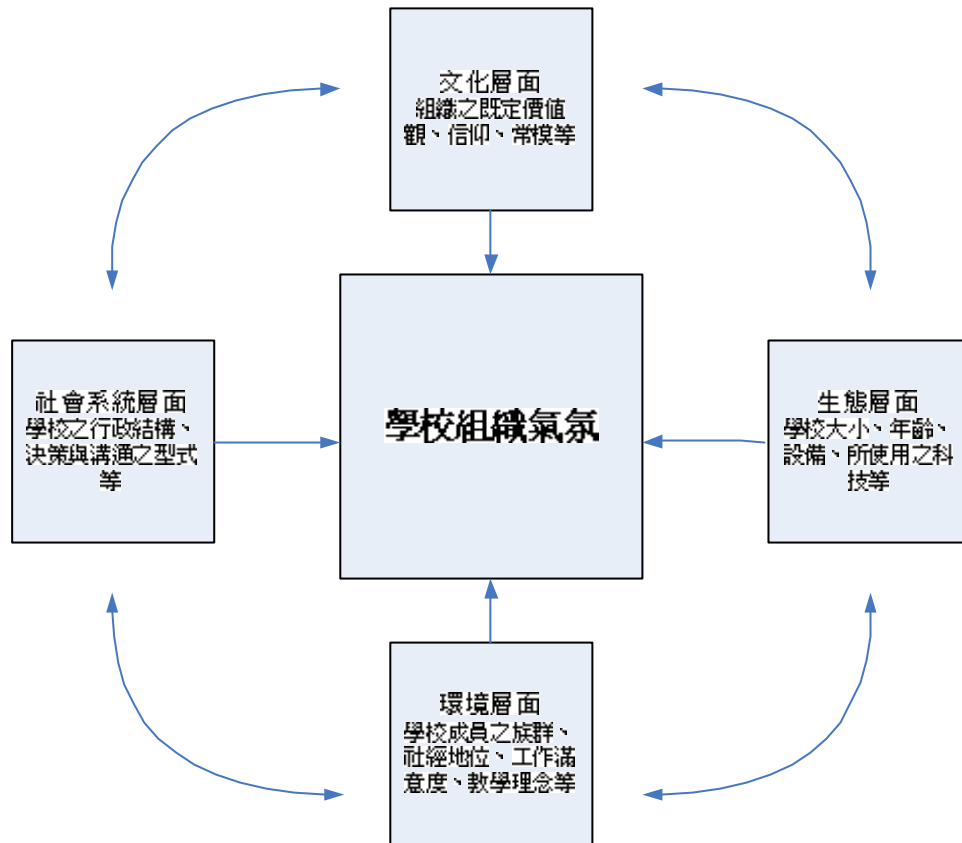 文化層面
組織之既定價值
觀、信仰、常模等
社會系統層面
學校之行政結構、
決策與溝通之型式
等
學校組織氣氛
生態層面
學校大小、年齡、
設備、所使用之科
技等
環境層面
學校成員之族群、
社經地位、工作滿
意度、教學理念等